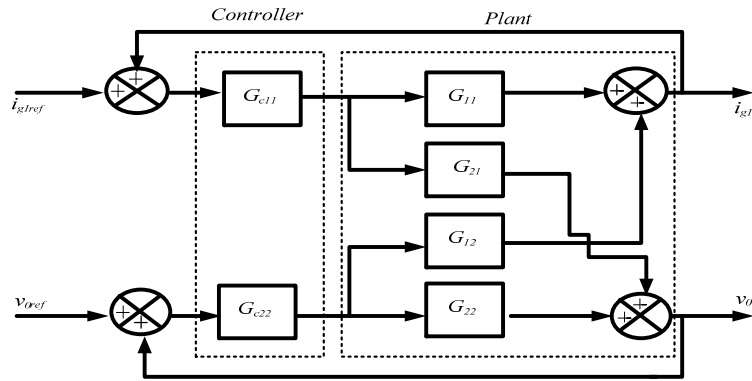 Controller
Plant
i_g1ref
+
+
G_c11
G_11
+
-
i_g1
G_21
G_12
v_0ref
+
+
G_c22
G_22
+
+
-
v_0